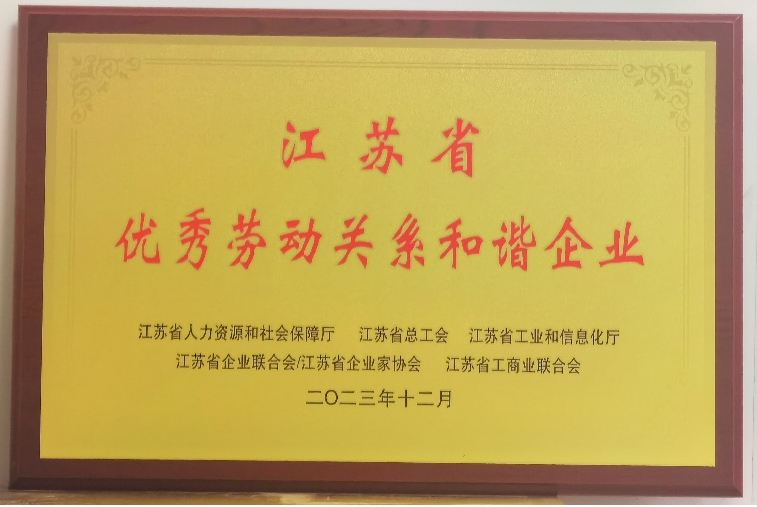 江苏省
优秀劳动关系和谐企业
江苏省人力资源和社会保障厅 江苏省总工会 江苏省工业和信息化厅
江苏省企业联合会/江苏省企业家协会 江苏省工商业联合会
二〇二三年十二月